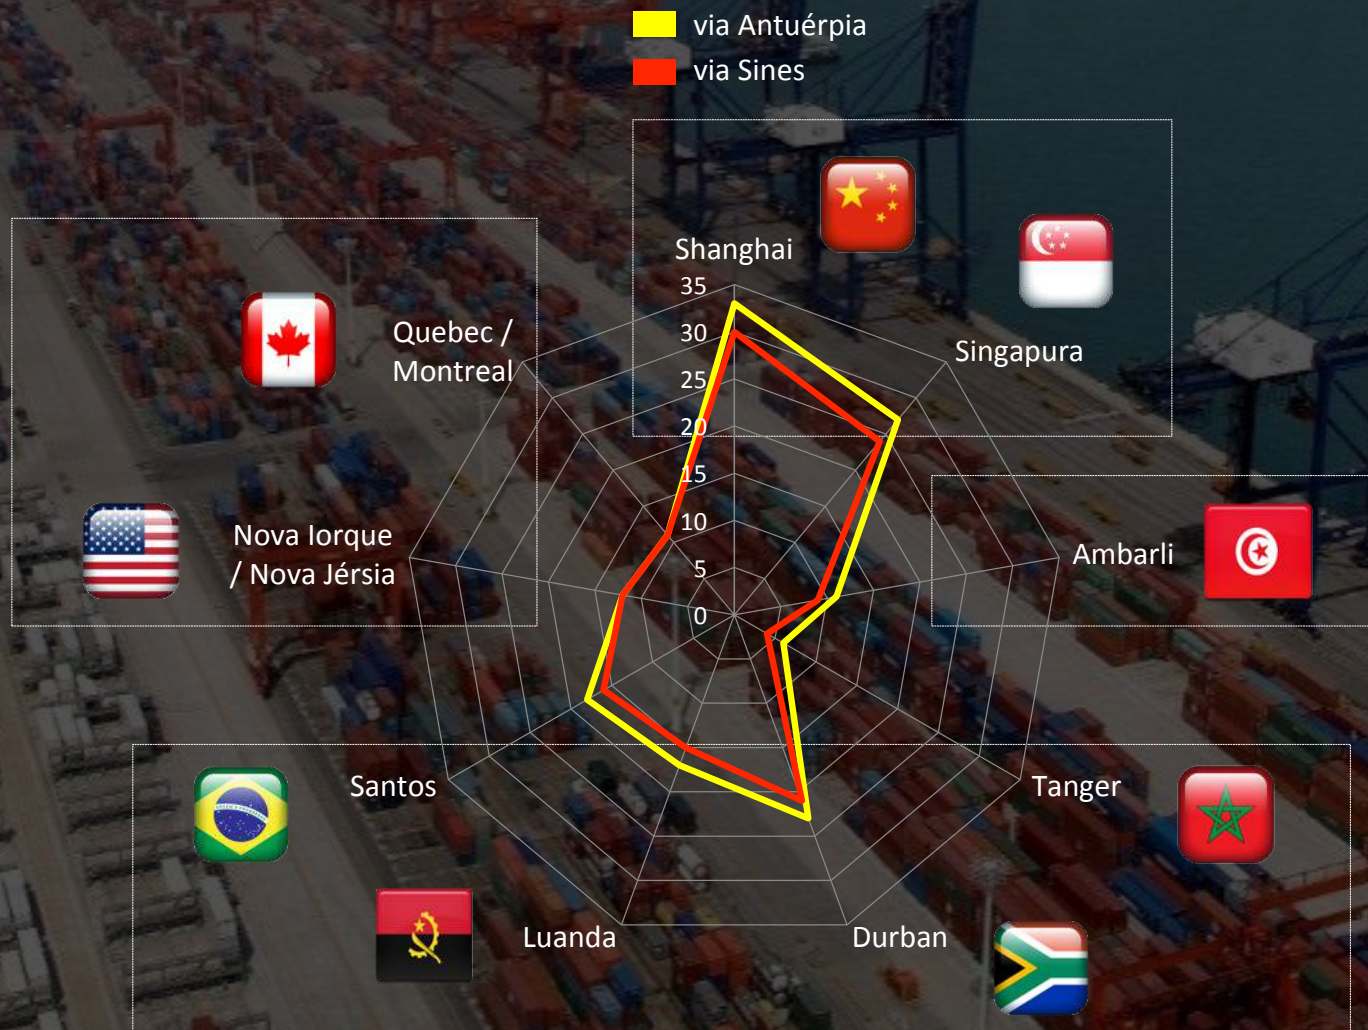 via Antuérpia
via Sines
Shanghai
35
30
25
20
15
10
5
0
Singapura
Ambarli
Tanger
Durban
Luanda
Santos
Nova Iorque
/ Nova Jérsia
Quebec /
Montreal